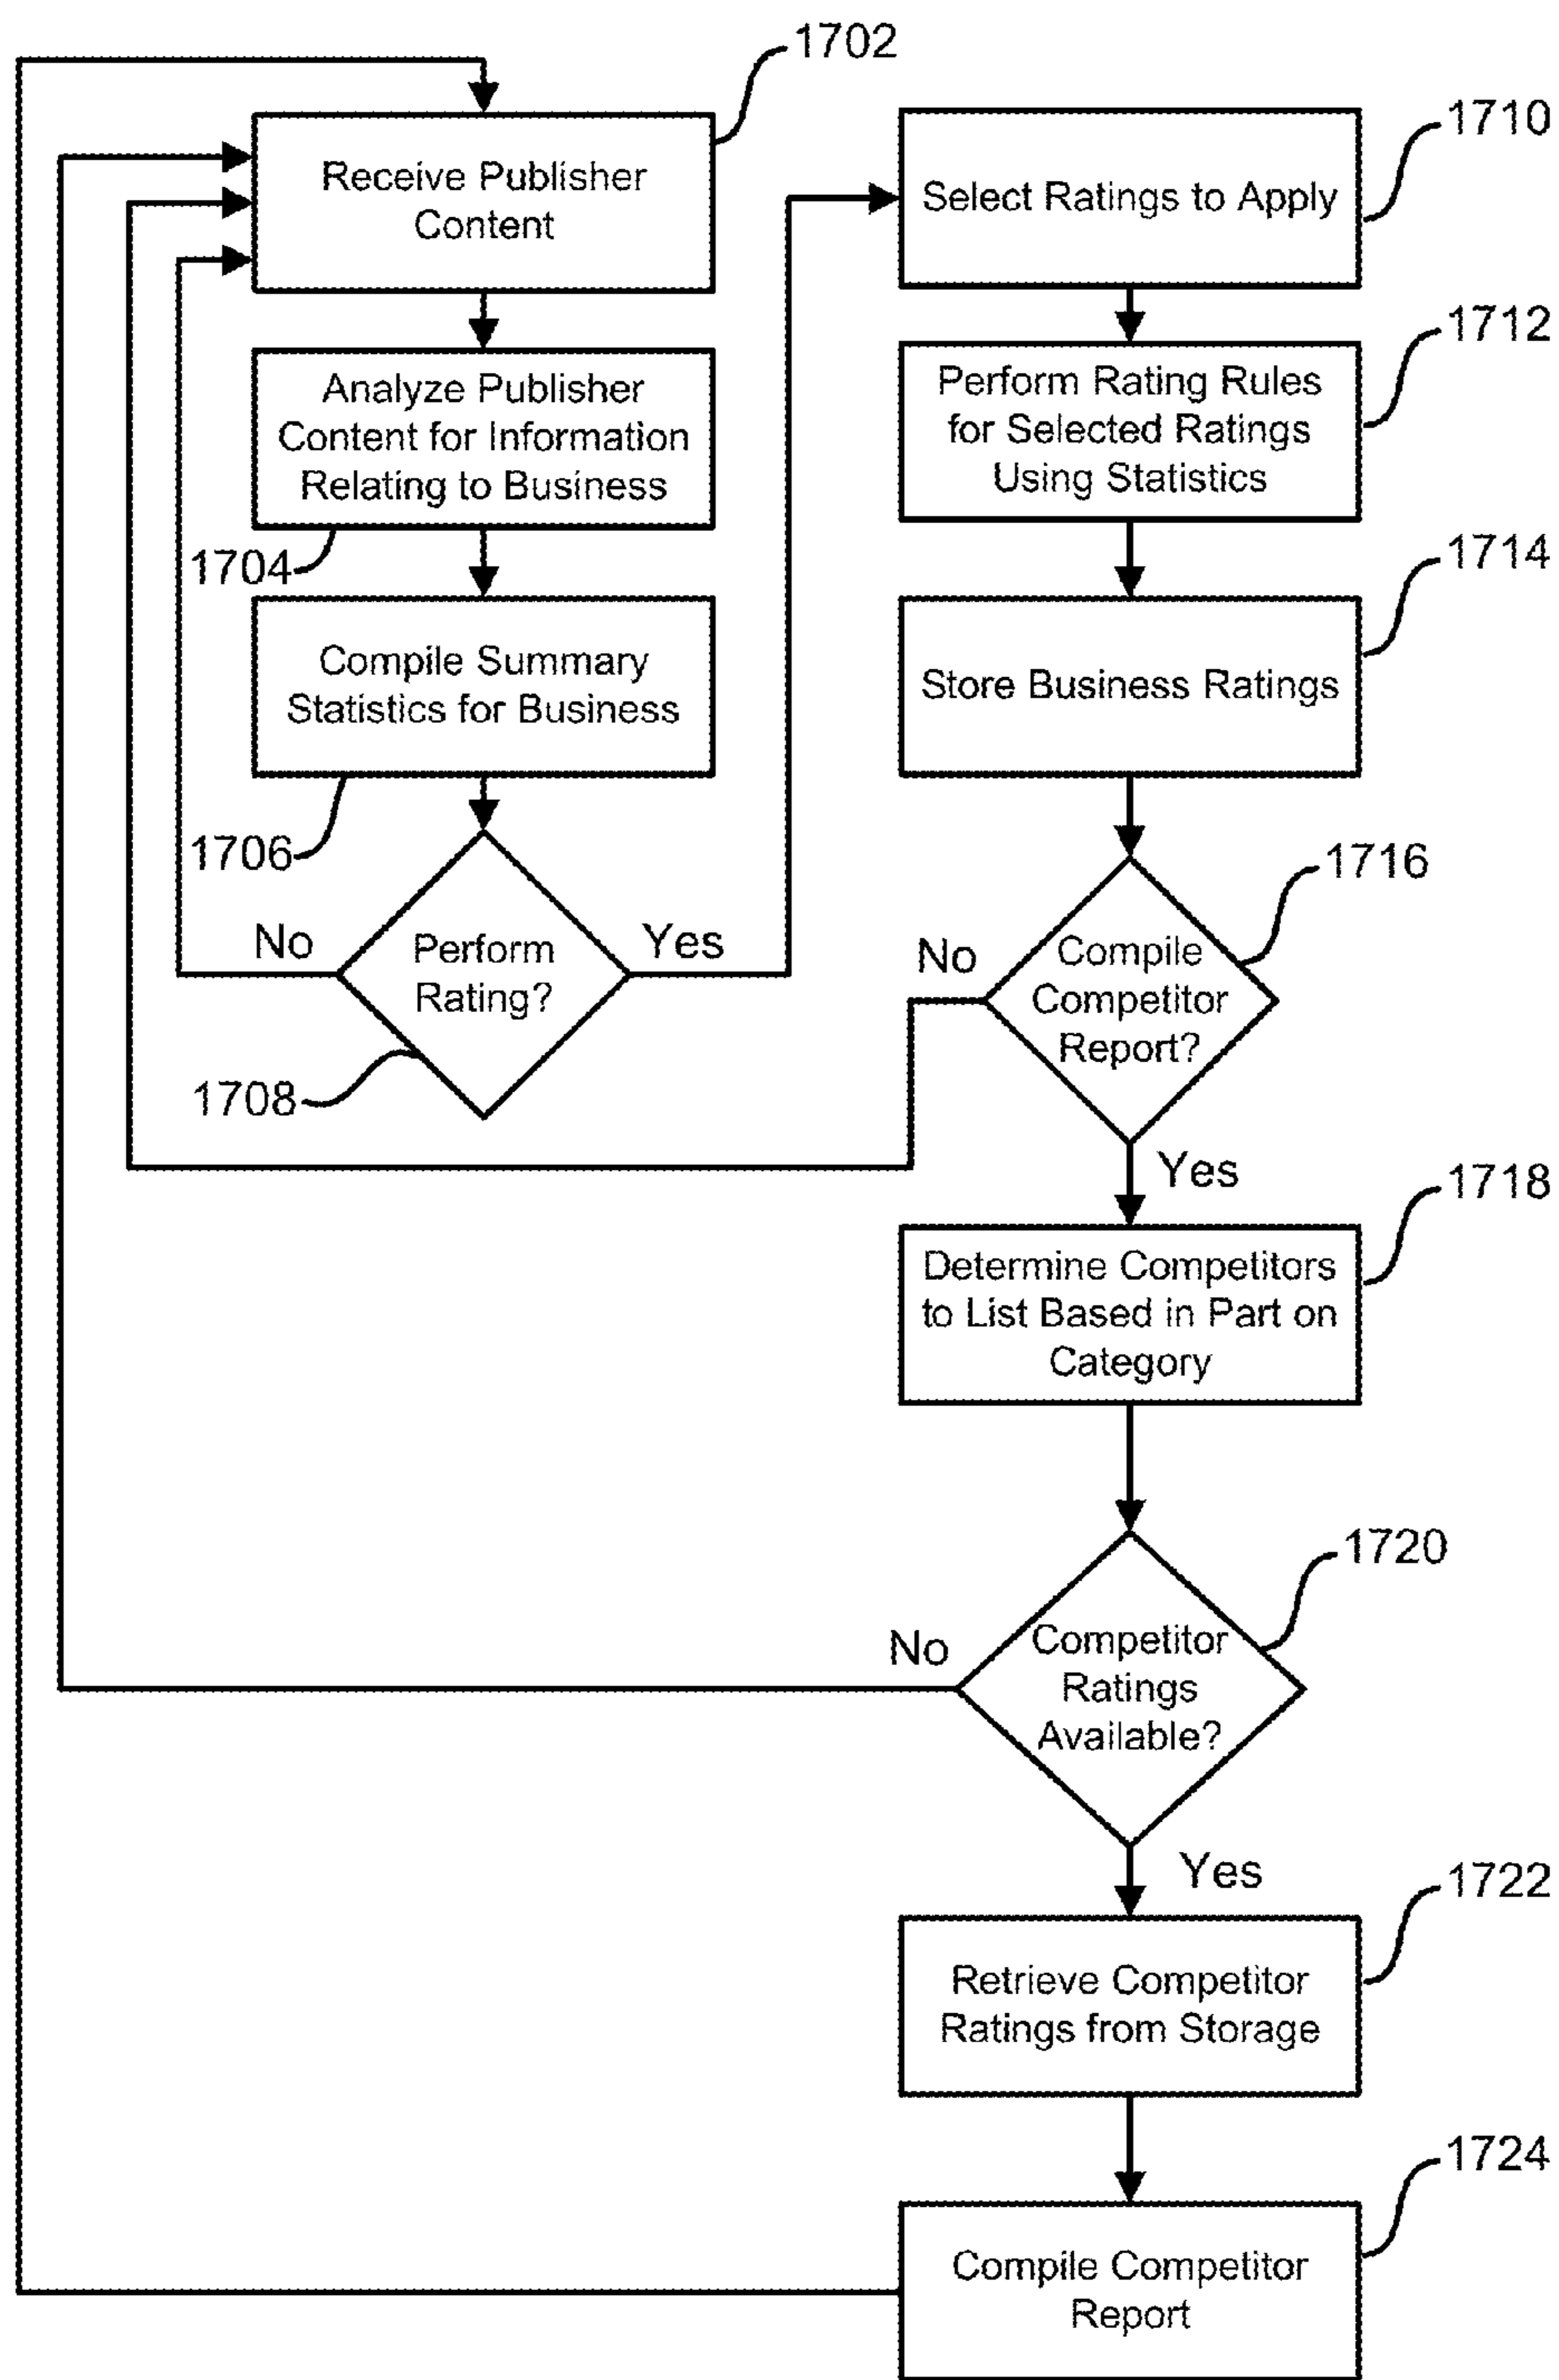 1702
Receive Publisher
Content
Analyze Publisher
Content for Information
Relating to Business
1704
Compile Summary
Statistics for Business
1706
No
Perform
Rating?
Yes
1708
1710
Select Ratings to Apply
1712
Perform Rating Rules
for Selected Ratings
Using Statistics
1714
Store Business Ratings
1716
No
Compile
Competitor
Report?
Yes
1718
Determine Competitors
to List Based in Part on
Category
1720
No
Competitor
Ratings
Available?
Yes
1722
Retrieve Competitor
Ratings from Storage
1724
Compile Competitor
Report